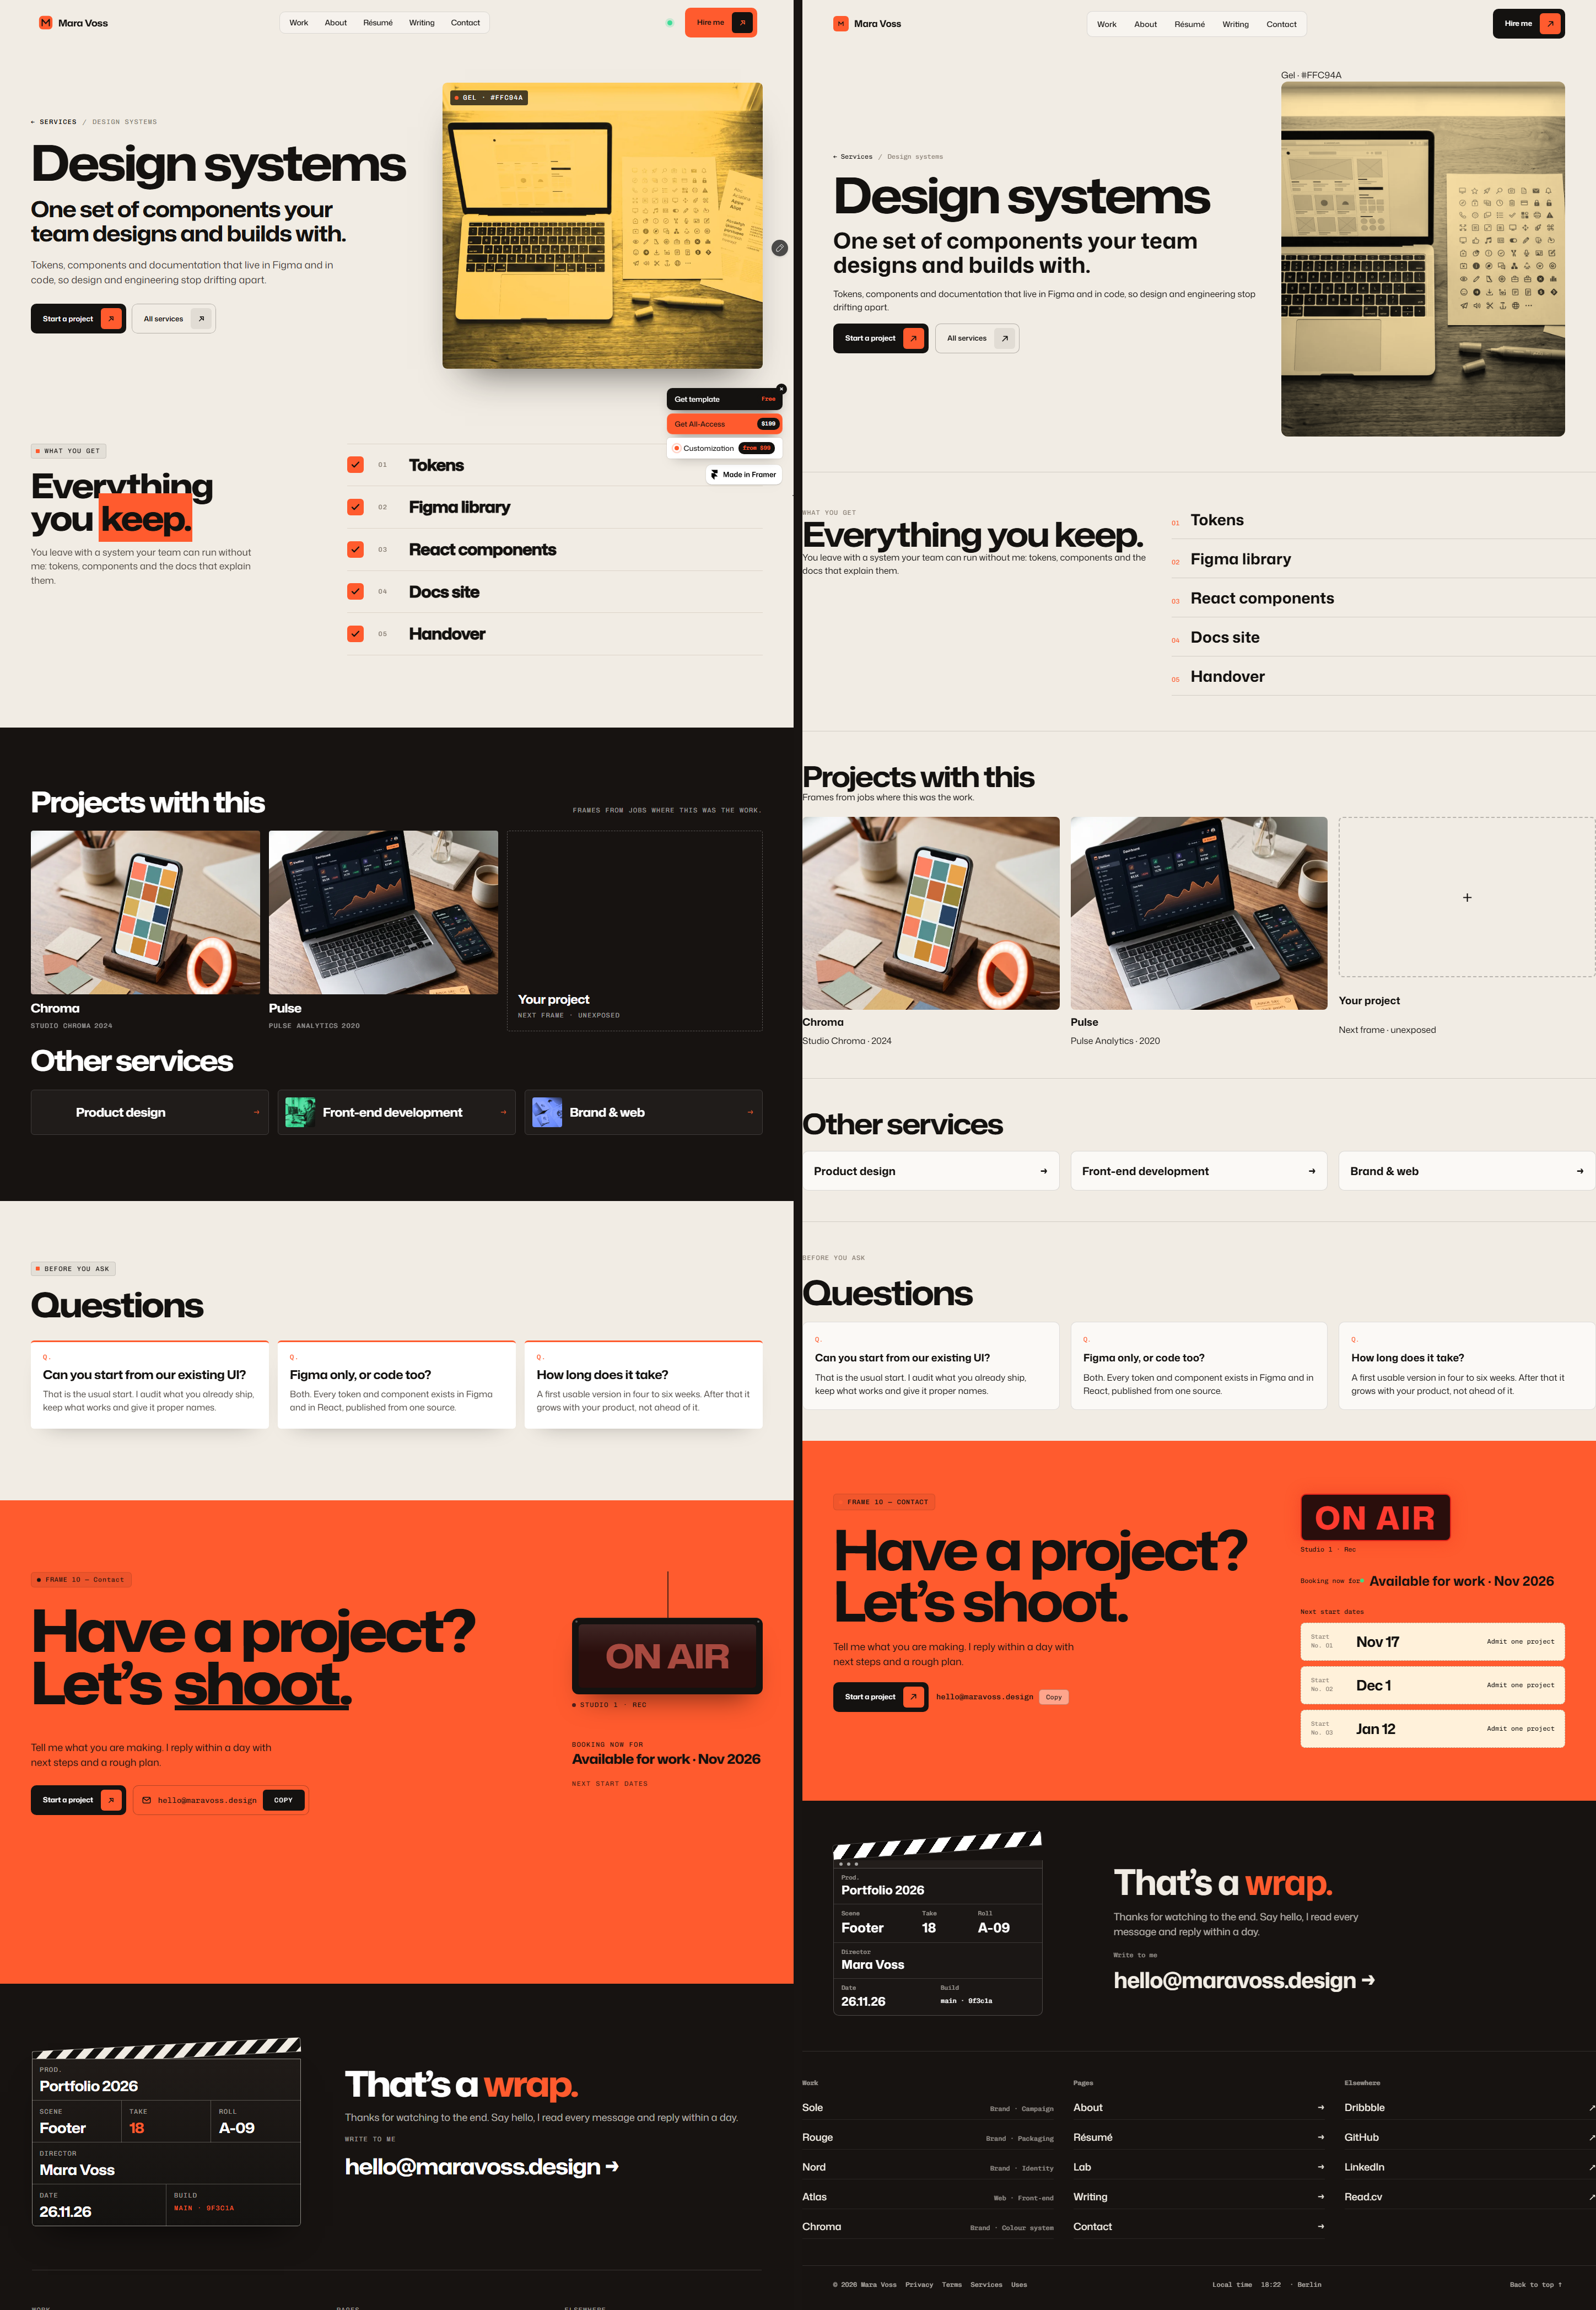 Mara Voss
Work About Résumé Writing Contact
Hire me
GEL · #FFC94A
← SERVICES / DESIGN SYSTEMS
Design systems
One set of components your
team designs and builds with.
Tokens, components and documentation that live in Figma and in
code, so design and engineering stop drifting apart.
Start a project
All services
Get template Free
Get All-Access $199
Customization from $99
Made in Framer
WHAT YOU GET
Everything
you keep.
You leave with a system your team can run without
me: tokens, components and the docs that explain
them.
01 Tokens
02 Figma library
03 React components
04 Docs site
05 Handover
Projects with this
FRAMES FROM JOBS WHERE THIS WAS THE WORK.
Chroma
STUDIO CHROMA 2024
Pulse
PULSE ANALYTICS 2020
Your project
NEXT FRAME · UNEXPOSED
Other services
Product design →
Front-end development →
Brand & web →
BEFORE YOU ASK
Questions
Q.
Can you start from our existing UI?
That is the usual start. I audit what you already ship,
keep what works and give it proper names.
Q.
Figma only, or code too?
Both. Every token and component exists in Figma
and in React, published from one source.
Q.
How long does it take?
A first usable version in four to six weeks. After that it
grows with your product, not ahead of it.
FRAME 10 — Contact
Have a project?
Let's shoot.
Tell me what you are making. I reply within a day with
next steps and a rough plan.
Start a project
hello@maravoss.design COPY
ON AIR
STUDIO 1 · REC
BOOKING NOW FOR
Available for work · Nov 2026
NEXT START DATES
PROD.
Portfolio 2026
SCENE TAKE ROLL
Footer 18 A-09
DIRECTOR
Mara Voss
DATE BUILD
26.11.26 MAIN · 9F3C1A
That's a wrap.
Thanks for watching to the end. Say hello, I read every message and reply within a day.
WRITE TO ME
hello@maravoss.design →
WORK PAGES ELSEWHERE
Mara Voss
Work About Résumé Writing Contact
Hire me
Gel · #FFC94A
← Services / Design systems
Design systems
One set of components your team
designs and builds with.
Tokens, components and documentation that live in Figma and in code, so design and engineering stop
drifting apart.
Start a project
All services
WHAT YOU GET
Everything you keep.
You leave with a system your team can run without me: tokens, components and the
docs that explain them.
01 Tokens
02 Figma library
03 React components
04 Docs site
05 Handover
Projects with this
Frames from jobs where this was the work.
Chroma
Studio Chroma · 2024
Pulse
Pulse Analytics · 2020
+
Your project
Next frame · unexposed
Other services
Product design →
Front-end development →
Brand & web →
BEFORE YOU ASK
Questions
Q.
Can you start from our existing UI?
That is the usual start. I audit what you already ship,
keep what works and give it proper names.
Q.
Figma only, or code too?
Both. Every token and component exists in Figma and in
React, published from one source.
Q.
How long does it take?
A first usable version in four to six weeks. After that it
grows with your product, not ahead of it.
FRAME 10 — CONTACT
Have a project?
Let's shoot.
Tell me what you are making. I reply within a day with
next steps and a rough plan.
Start a project
hello@maravoss.design Copy
ON AIR
Studio 1 · Rec
Booking now for Available for work · Nov 2026
Next start dates
Start
No. 01
Nov 17
Admit one project
Start
No. 02
Dec 1
Admit one project
Start
No. 03
Jan 12
Admit one project
Prod.
Portfolio 2026
Scene Take Roll
Footer 18 A-09
Director
Mara Voss
Date Build
26.11.26 main · 9f3c1a
That's a wrap.
Thanks for watching to the end. Say hello, I read every
message and reply within a day.
Write to me
hello@maravoss.design →
Work
Sole Brand · Campaign
Rouge Brand · Packaging
Nord Brand · Identity
Atlas Web · Front-end
Chroma Brand · Colour system
Pages
About →
Résumé →
Lab →
Writing →
Contact →
Elsewhere
Dribbble ↗
GitHub ↗
LinkedIn ↗
Read.cv ↗
© 2026 Mara Voss Privacy Terms Services Uses
Local time 18:22 · Berlin
Back to top ↑